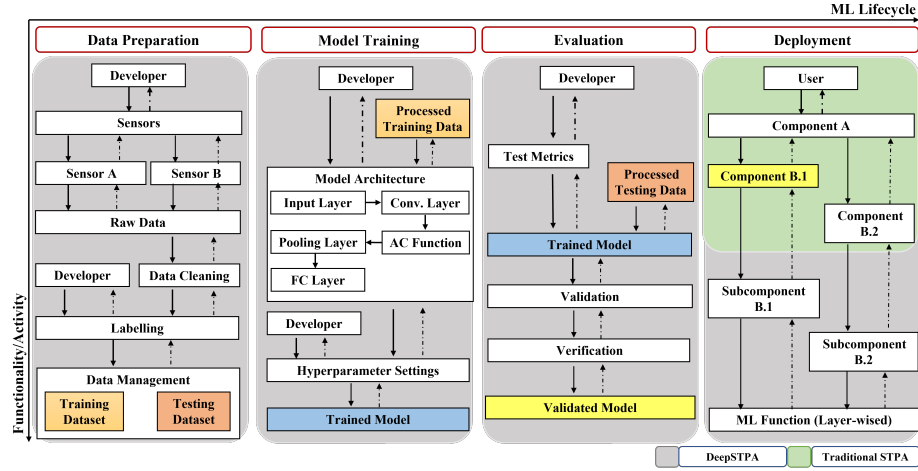 ML Lifecycle
Functionality/Activity
Data Preparation
Developer
Sensors
Sensor A
Sensor B
Raw Data
Developer
Data Cleaning
Labelling
Data Management
Training
Dataset
Testing
Dataset
Model Training
Developer
Processed
Training Data
Model Architecture
Input Layer
Conv. Layer
Pooling Layer
AC Function
FC Layer
Developer
Hyperparameter Settings
Trained Model
Evaluation
Developer
Test Metrics
Processed
Testing Data
Trained Model
Validation
Verification
Validated Model
Deployment
User
Component A
Component B.1
Component
B.2
Subcomponent
B.1
Subcomponent
B.2
ML Function (Layer-wised)
DeepSTPA
Traditional STPA